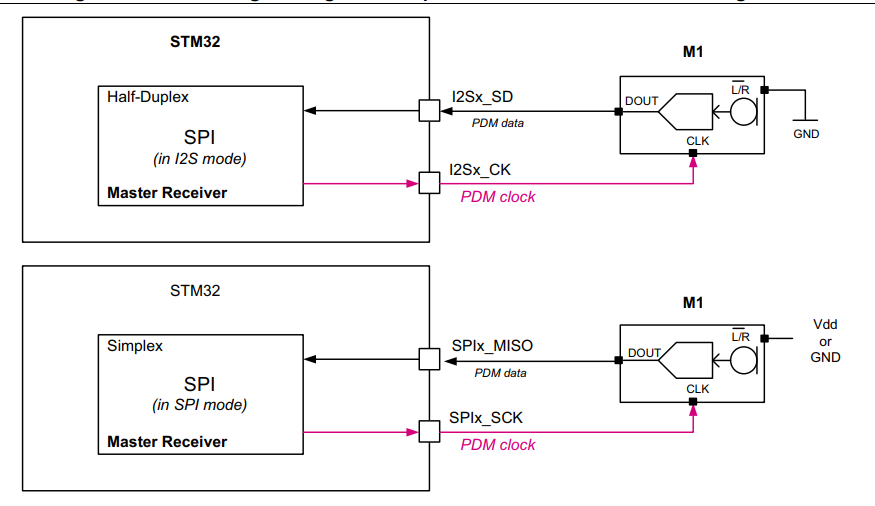 STM32
M1
Half-Duplex
I2Sx_SD
DOUT
L/R
SPI
PDM data
(in I2S mode)
CLK
GND
I2Sx_CK
Master Receiver
PDM clock
STM32
M1
Simplex
SPIx_MISO
DOUT
L/R
Vdd
or
GND
SPI
PDM data
(in SPI mode)
CLK
SPIx_SCK
Master Receiver
PDM clock